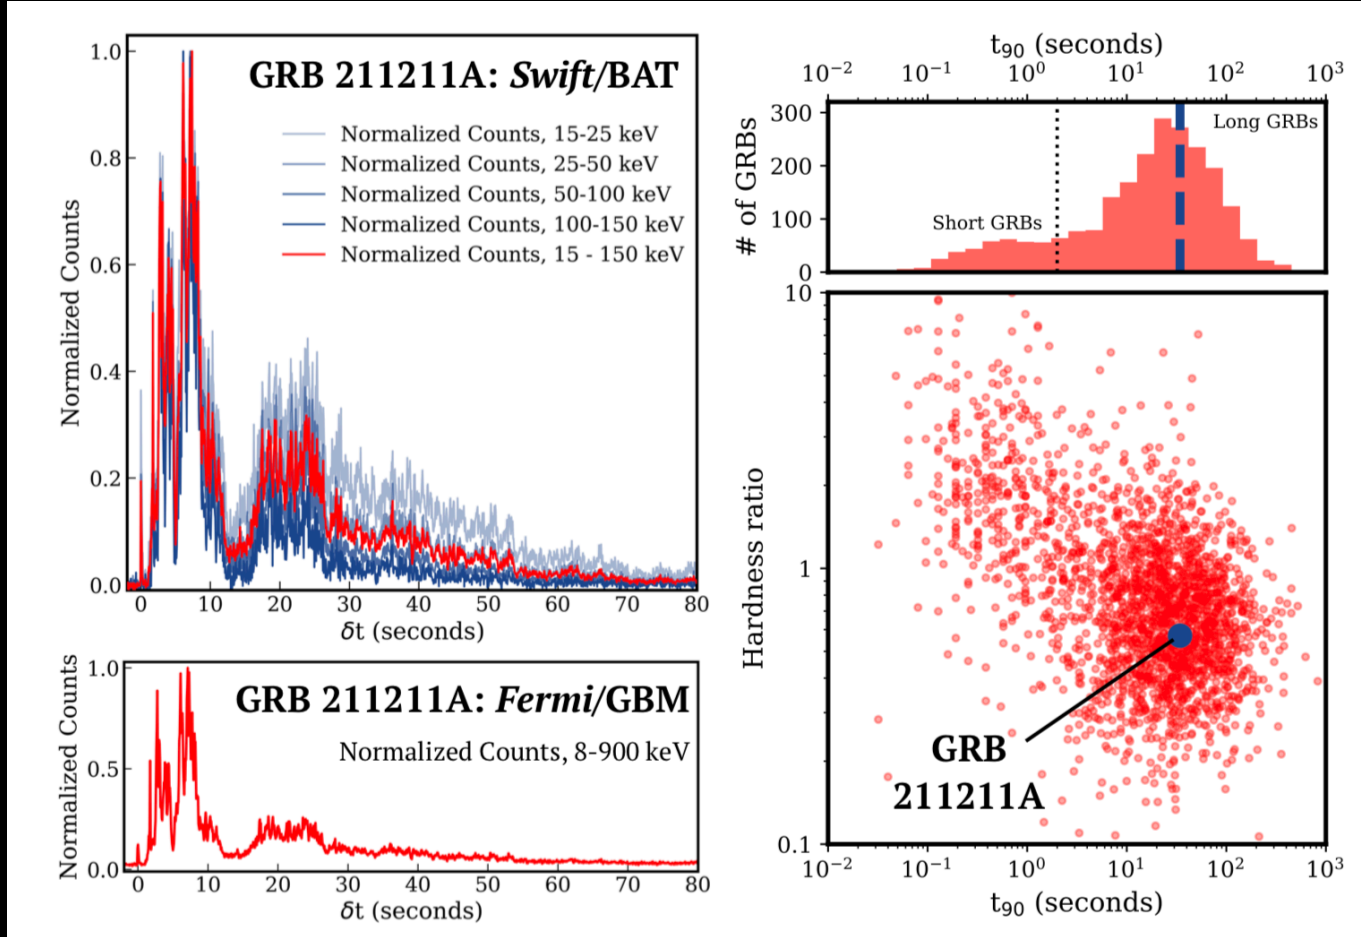 GRB 211211A: Swift/BAT
Normalized Counts, 15-25 keV
Normalized Counts, 25-50 keV
Normalized Counts, 50-100 keV
Normalized Counts, 100-150 keV
Normalized Counts, 15 - 150 keV
Normalized Counts
1.0
0.8
0.6
0.4
0.2
0.0
0 10 20 30 40 50 60 70 80
δt (seconds)
GRB 211211A: Fermi/GBM
Normalized Counts, 8-900 keV
Normalized Counts
1.0
0.5
0.0
0 10 20 30 40 50 60 70 80
δt (seconds)
t₉₀ (seconds)
10⁻² 10⁻¹ 10⁰ 10¹ 10² 10³
# of GRBs
300
200
100
0
Short GRBs
Long GRBs
Hardness ratio
10
1
0.1
GRB
211211A
10⁻² 10⁻¹ 10⁰ 10¹ 10² 10³
t₉₀ (seconds)